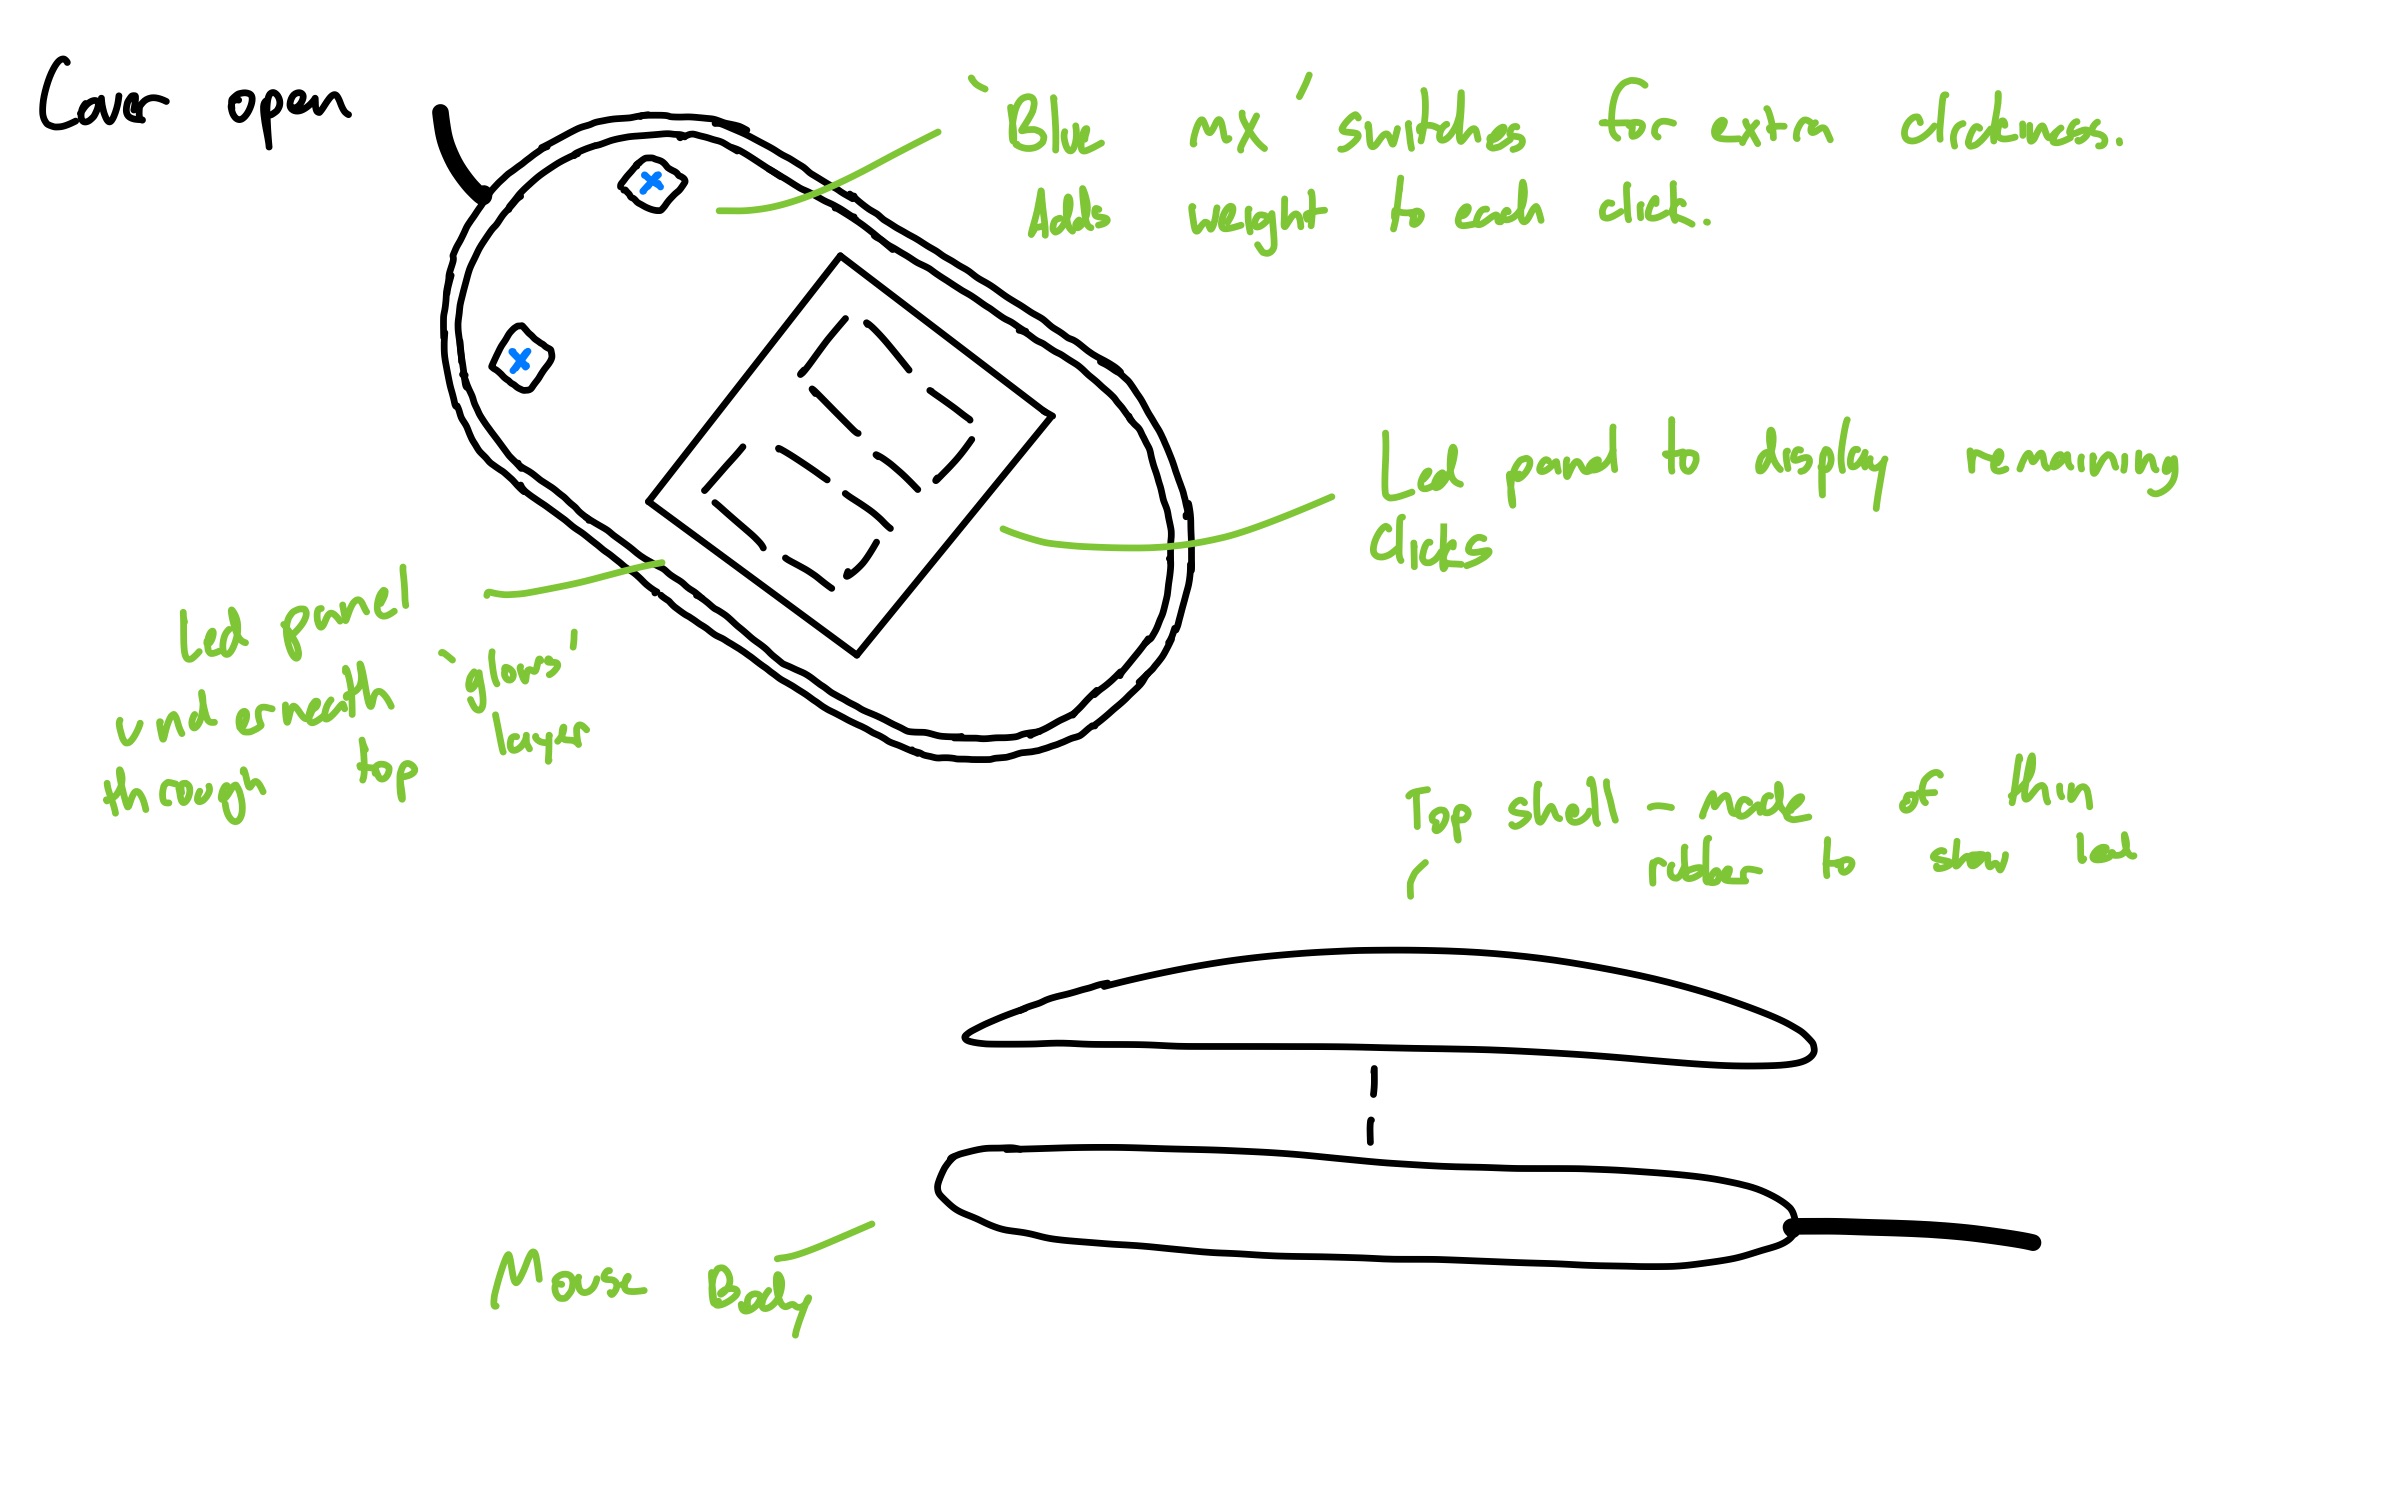 Cover open
`Blue mx' switches for extra clickiness.
Adds weight to each click.
Led panel to display remaining
clicks
Led panel
underneath `glows'
through top layer
Top shell - made of thin
rubber to show led
Mouse Body